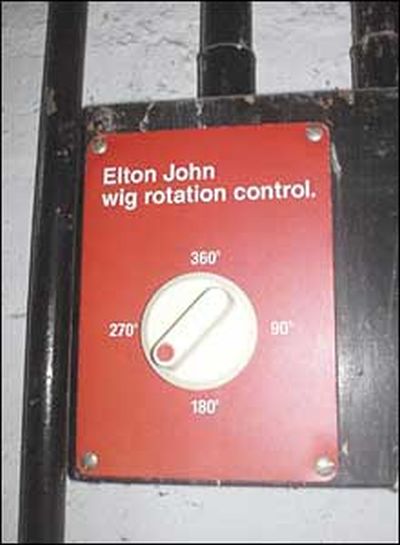 Elton John
wig rotation control.
360°
270°
90°
180°